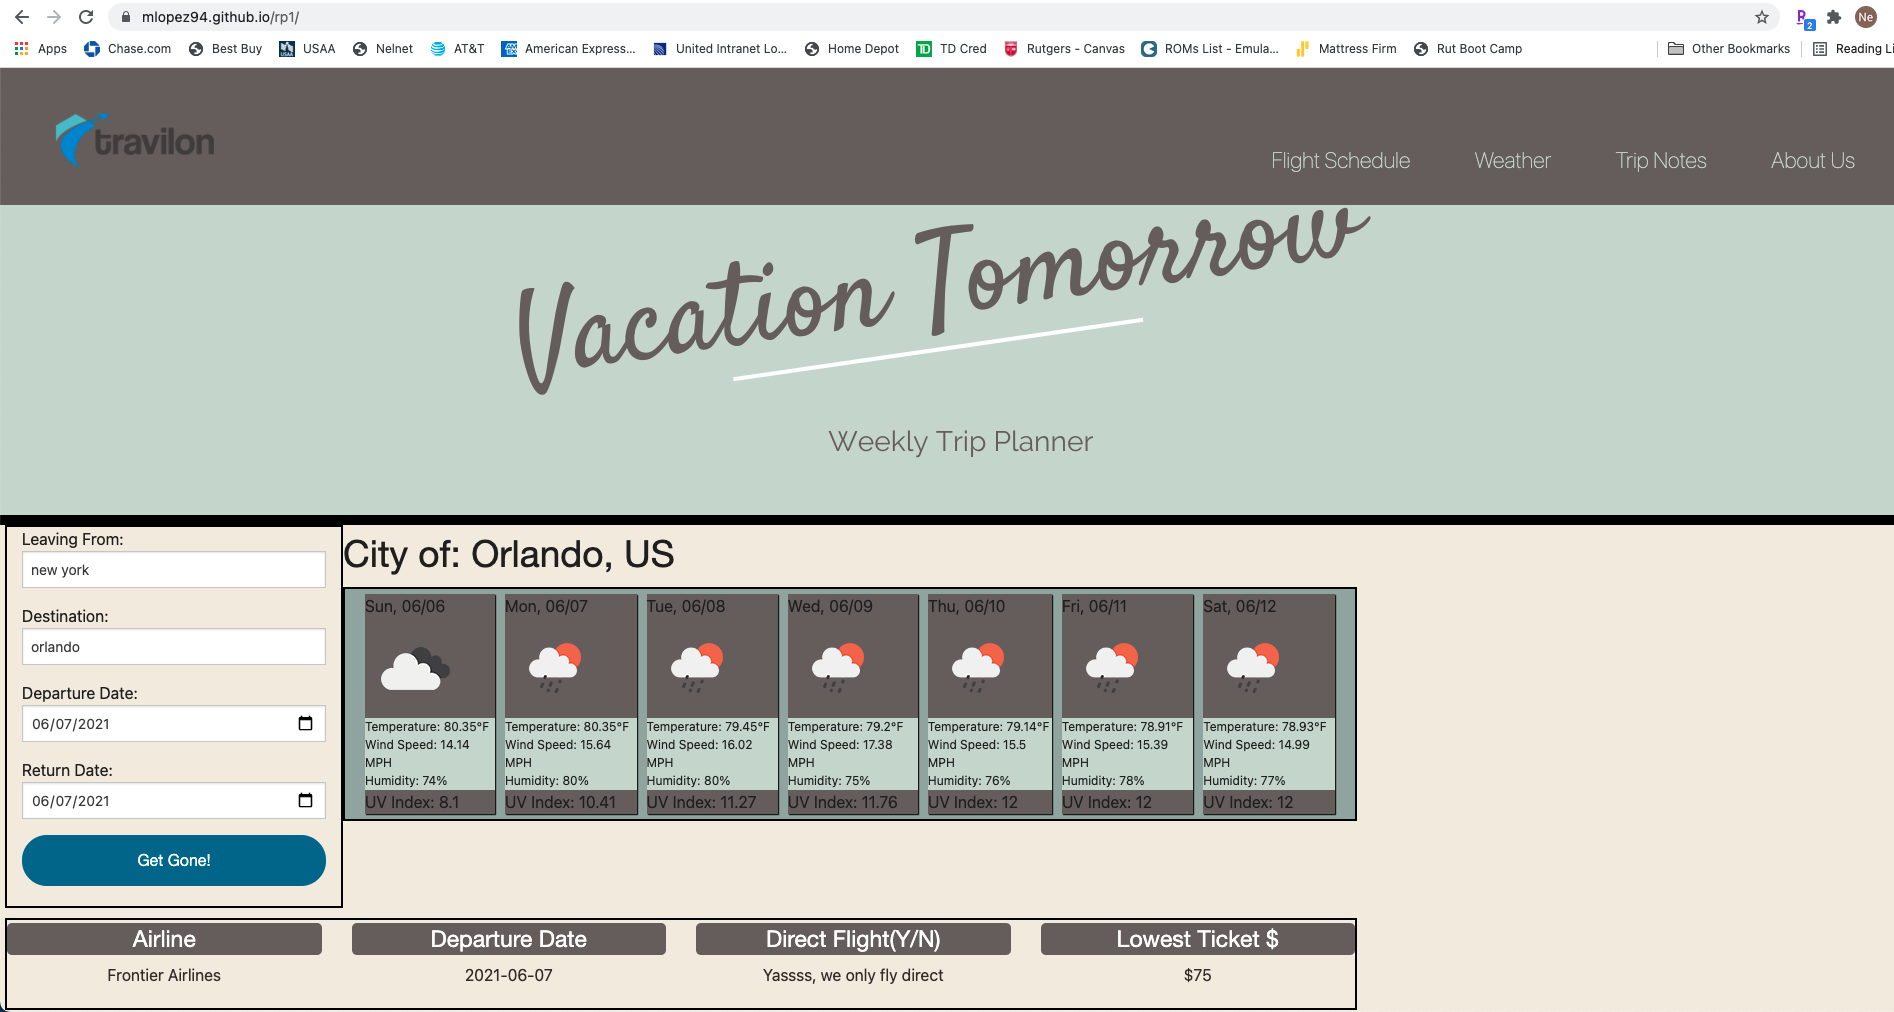 mlopez94.github.io/rp1/
2
Ne
Apps
Chase.com
Best Buy
USAA
Nelnet
AT&T
American Express...
United Intranet Lo...
Home Depot
TD Cred
Rutgers - Canvas
ROMs List - Emula...
Mattress Firm
Rut Boot Camp
Other Bookmarks
Reading Li
travilon
Flight Schedule
Weather
Trip Notes
About Us
Vacation Tomorrow
Weekly Trip Planner
Leaving From:
new york
Destination:
orlando
Departure Date:
06/07/2021
Return Date:
06/07/2021
Get Gone!
City of: Orlando, US
Sun, 06/06
Temperature: 80.35°F
Wind Speed: 14.14
MPH
Humidity: 74%
UV Index: 8.1
Mon, 06/07
Temperature: 80.35°F
Wind Speed: 15.64
MPH
Humidity: 80%
UV Index: 10.41
Tue, 06/08
Temperature: 79.45°F
Wind Speed: 16.02
MPH
Humidity: 80%
UV Index: 11.27
Wed, 06/09
Temperature: 79.2°F
Wind Speed: 17.38
MPH
Humidity: 75%
UV Index: 11.76
Thu, 06/10
Temperature: 79.14°F
Wind Speed: 15.5
MPH
Humidity: 76%
UV Index: 12
Fri, 06/11
Temperature: 78.91°F
Wind Speed: 15.39
MPH
Humidity: 78%
UV Index: 12
Sat, 06/12
Temperature: 78.93°F
Wind Speed: 14.99
MPH
Humidity: 77%
UV Index: 12
Airline
Departure Date
Direct Flight(Y/N)
Lowest Ticket $
Frontier Airlines
2021-06-07
Yassss, we only fly direct
$75